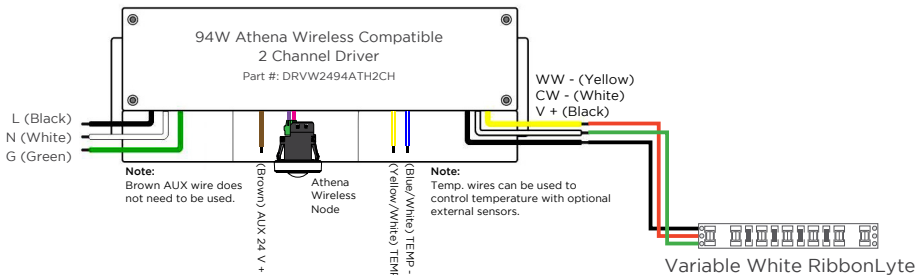 94W Athena Wireless Compatible
2 Channel Driver
Part #: DRVW2494ATH2CH
L (Black)
N (White)
G (Green)
WW - (Yellow)
CW - (White)
V + (Black)
Note:
Brown AUX wire does
not need to be used.
(Brown) AUX 24 V +
Athena
Wireless
Node
(Yellow/White) TEMP
(Blue/White) TEMP -
Note:
Temp. wires can be used to
control temperature with optional
external sensors.
Variable White RibbonLyte